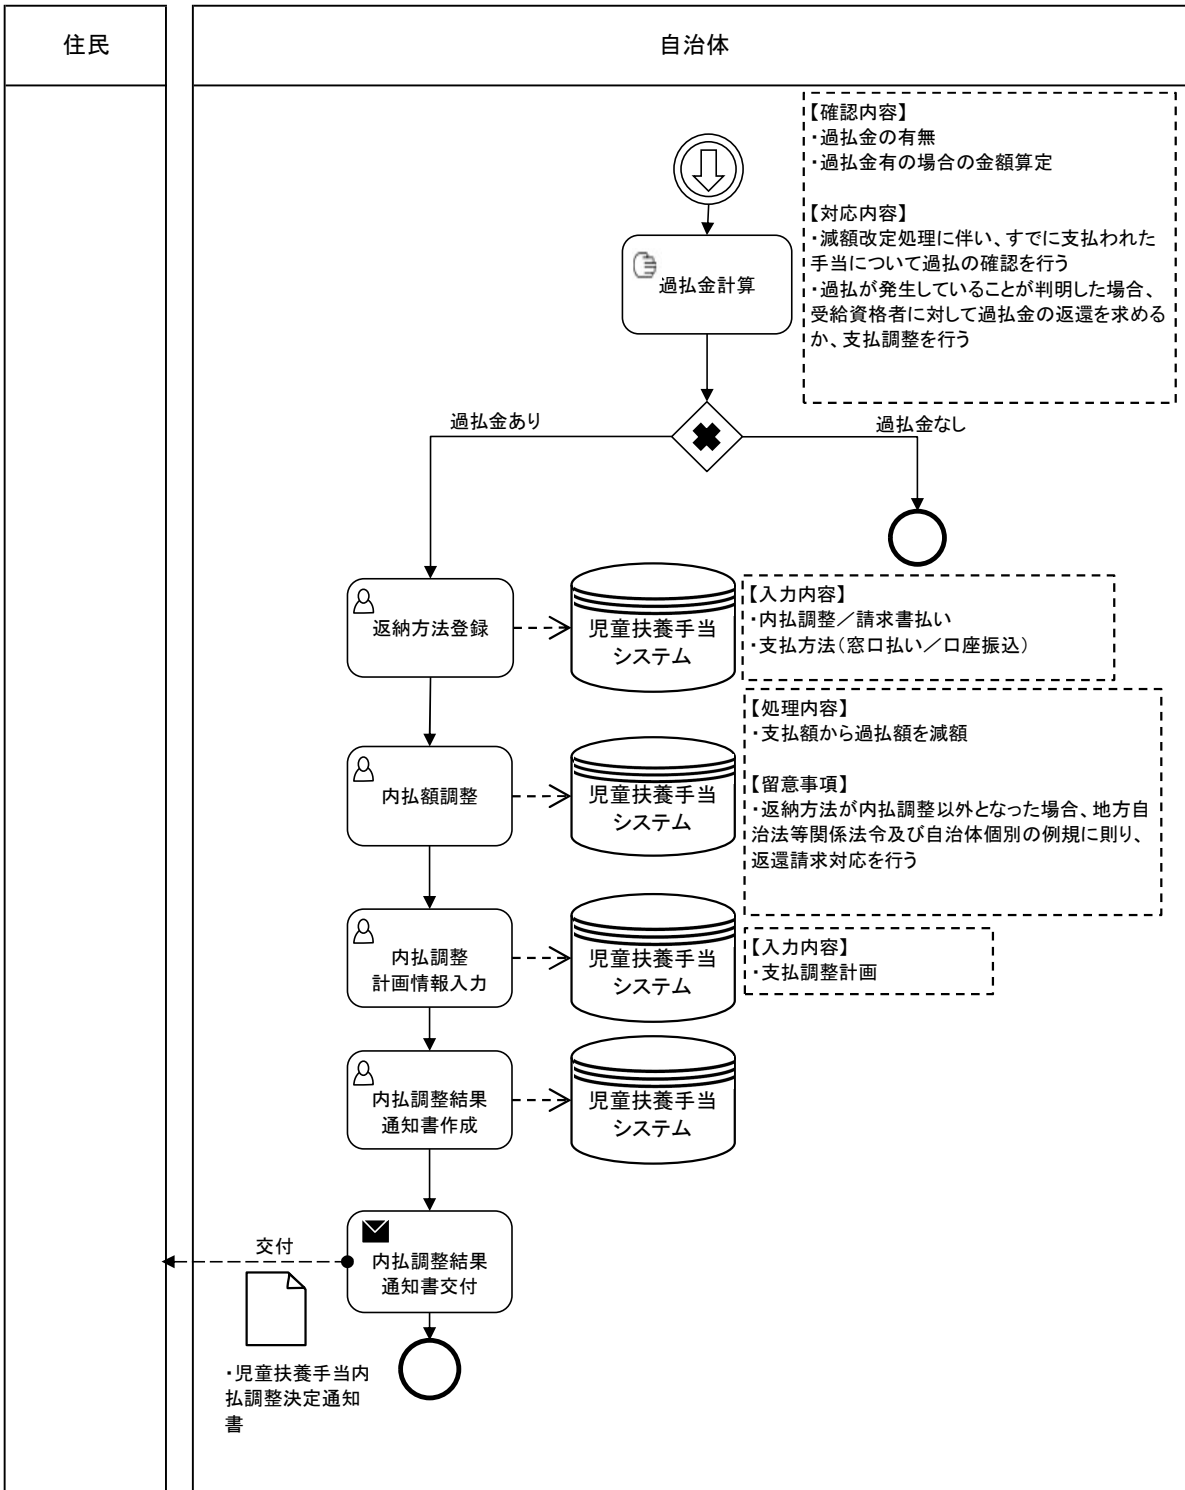 住民
自治体
【確認内容】
・過払金の有無
・過払金有の場合の金額算定
【対応内容】
・減額改定処理に伴い、すでに支払われた
手当について過払の確認を行う
・過払が発生していることが判明した場合、
受給資格者に対して過払金の返還を求める
か、支払調整を行う
過払金計算
過払金あり
過払金なし
返納方法登録
児童扶養手当
システム
【入力内容】
・内払調整／請求書払い
・支払方法（窓口払い／口座振込）
内払額調整
児童扶養手当
システム
【処理内容】
・支払額から過払額を減額
【留意事項】
・返納方法が内払調整以外となった場合、地方自
治法等関係法令及び自治体個別の例規に則り、
返還請求対応を行う
内払調整
計画情報入力
児童扶養手当
システム
【入力内容】
・支払調整計画
内払調整結果
通知書作成
児童扶養手当
システム
交付
内払調整結果
通知書交付
・児童扶養手当内
払調整決定通知
書